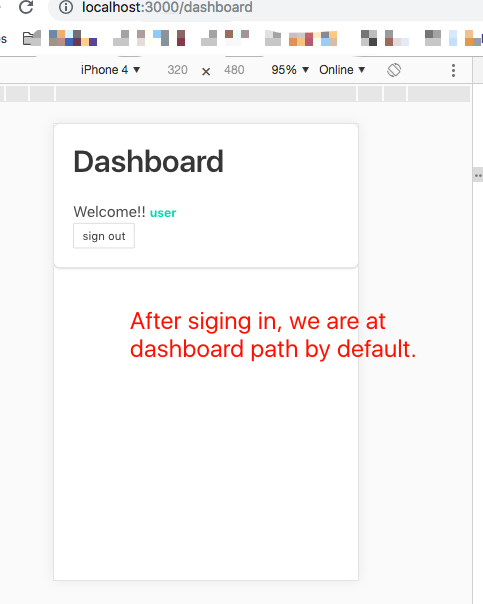 localhost:3000/dashboard
iPhone 4 ▼ 320 × 480 95% ▼ Online ▼
Dashboard
Welcome!! user
sign out
After siging in, we are at
dashboard path by default.